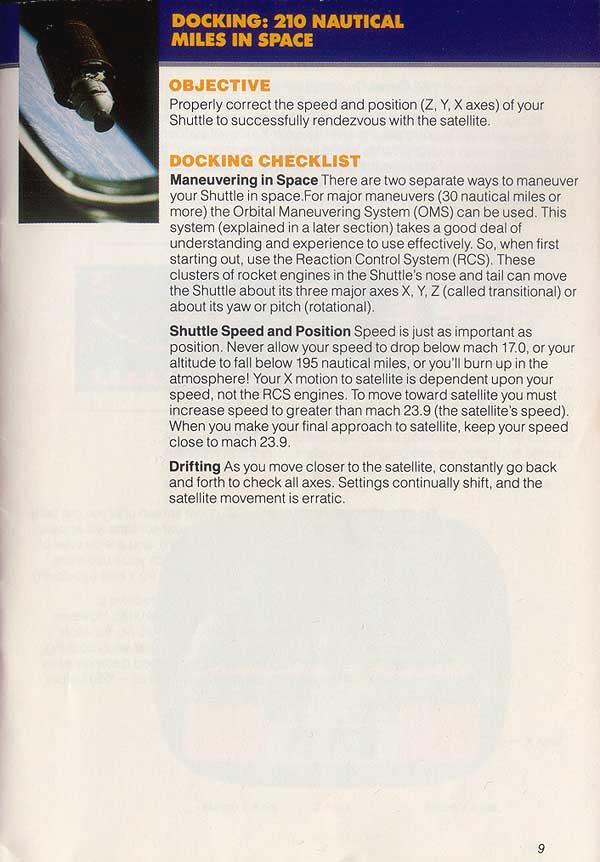 DOCKING: 210 NAUTICAL
MILES IN SPACE
OBJECTIVE
Properly correct the speed and position (Z, Y, X axes) of your
Shuttle to successfully rendezvous with the satellite.
DOCKING CHECKLIST
Maneuvering in Space There are two separate ways to maneuver
your Shuttle in space.For major maneuvers (30 nautical miles or
more) the Orbital Maneuvering System (OMS) can be used. This
system (explained in a later section) takes a good deal of
understanding and experience to use effectively. So, when first
starting out, use the Reaction Control System (RCS). These
clusters of rocket engines in the Shuttle's nose and tail can move
the Shuttle about its three major axes X, Y, Z (called transitional) or
about its yaw or pitch (rotational).
Shuttle Speed and Position Speed is just as important as
position. Never allow your speed to drop below mach 17.0, or your
altitude to fall below 195 nautical miles, or you'll burn up in the
atmosphere! Your X motion to satellite is dependent upon your
speed, not the RCS engines. To move toward satellite you must
increase speed to greater than mach 23.9 (the satellite's speed).
When you make your final approach to satellite, keep your speed
close to mach 23.9.
Drifting As you move closer to the satellite, constantly go back
and forth to check all axes. Settings continually shift, and the
satellite movement is erratic.
9